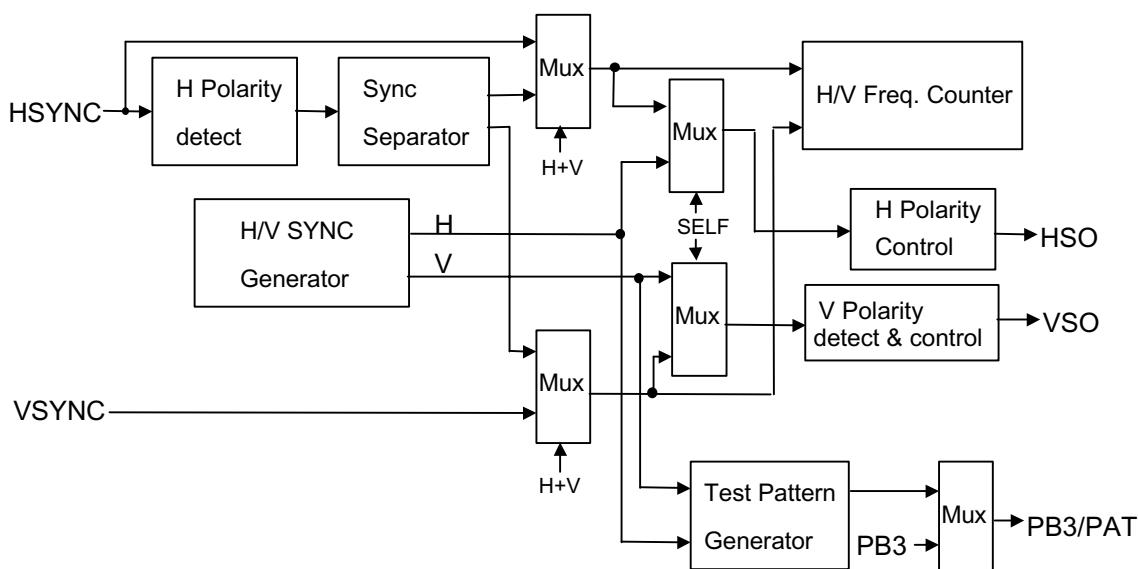 Mux
H/V Freq. Counter
HSYNC
H Polarity
detect
Sync
Separator
Mux
H+V
H/V SYNC
Generator
H
V
SELF
H Polarity
Control
HSO
Mux
V Polarity
detect & control
VSO
VSYNC
Mux
H+V
Test Pattern
Generator
PB3
Mux
PB3/PAT